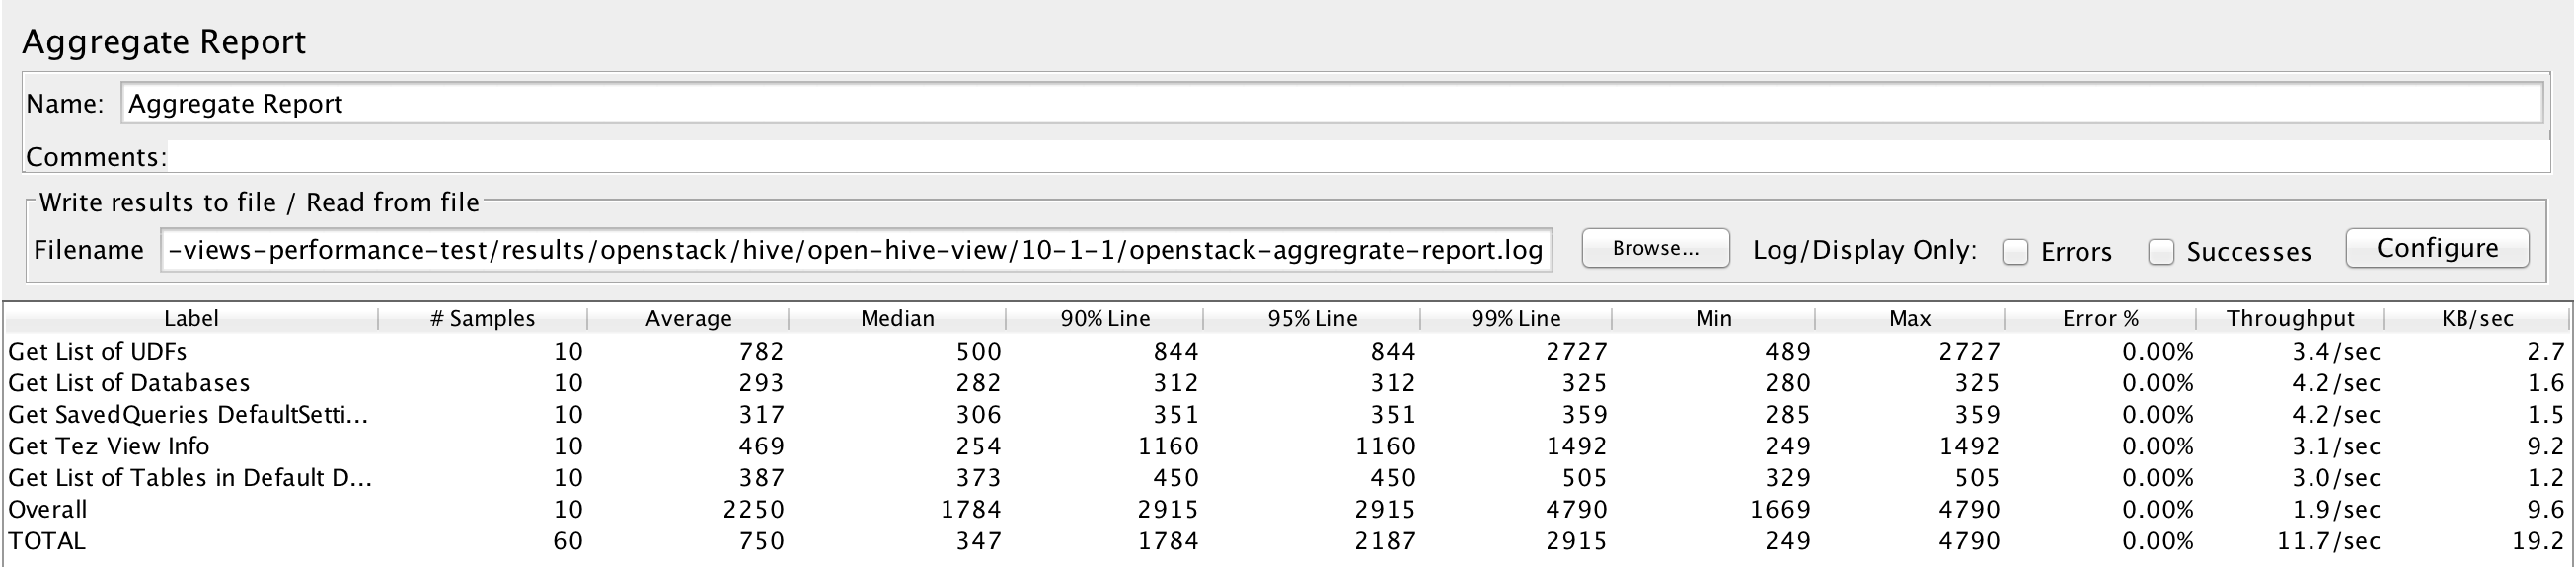 Aggregate Report
Name: Aggregate Report
Comments:
Write results to file / Read from file
Filename -views-performance-test/results/openstack/hive/open-hive-view/10-1-1/openstack-aggregrate-report.log Browse... Log/Display Only: Errors Successes Configure
Label # Samples Average Median 90% Line 95% Line 99% Line Min Max Error % Throughput KB/sec
Get List of UDFs 10 782 500 844 844 2727 489 2727 0.00% 3.4/sec 2.7
Get List of Databases 10 293 282 312 312 325 280 325 0.00% 4.2/sec 1.6
Get SavedQueries DefaultSetti... 10 317 306 351 351 359 285 359 0.00% 4.2/sec 1.5
Get Tez View Info 10 469 254 1160 1160 1492 249 1492 0.00% 3.1/sec 9.2
Get List of Tables in Default D... 10 387 373 450 450 505 329 505 0.00% 3.0/sec 1.2
Overall 10 2250 1784 2915 2915 4790 1669 4790 0.00% 1.9/sec 9.6
TOTAL 60 750 347 1784 2187 2915 249 4790 0.00% 11.7/sec 19.2